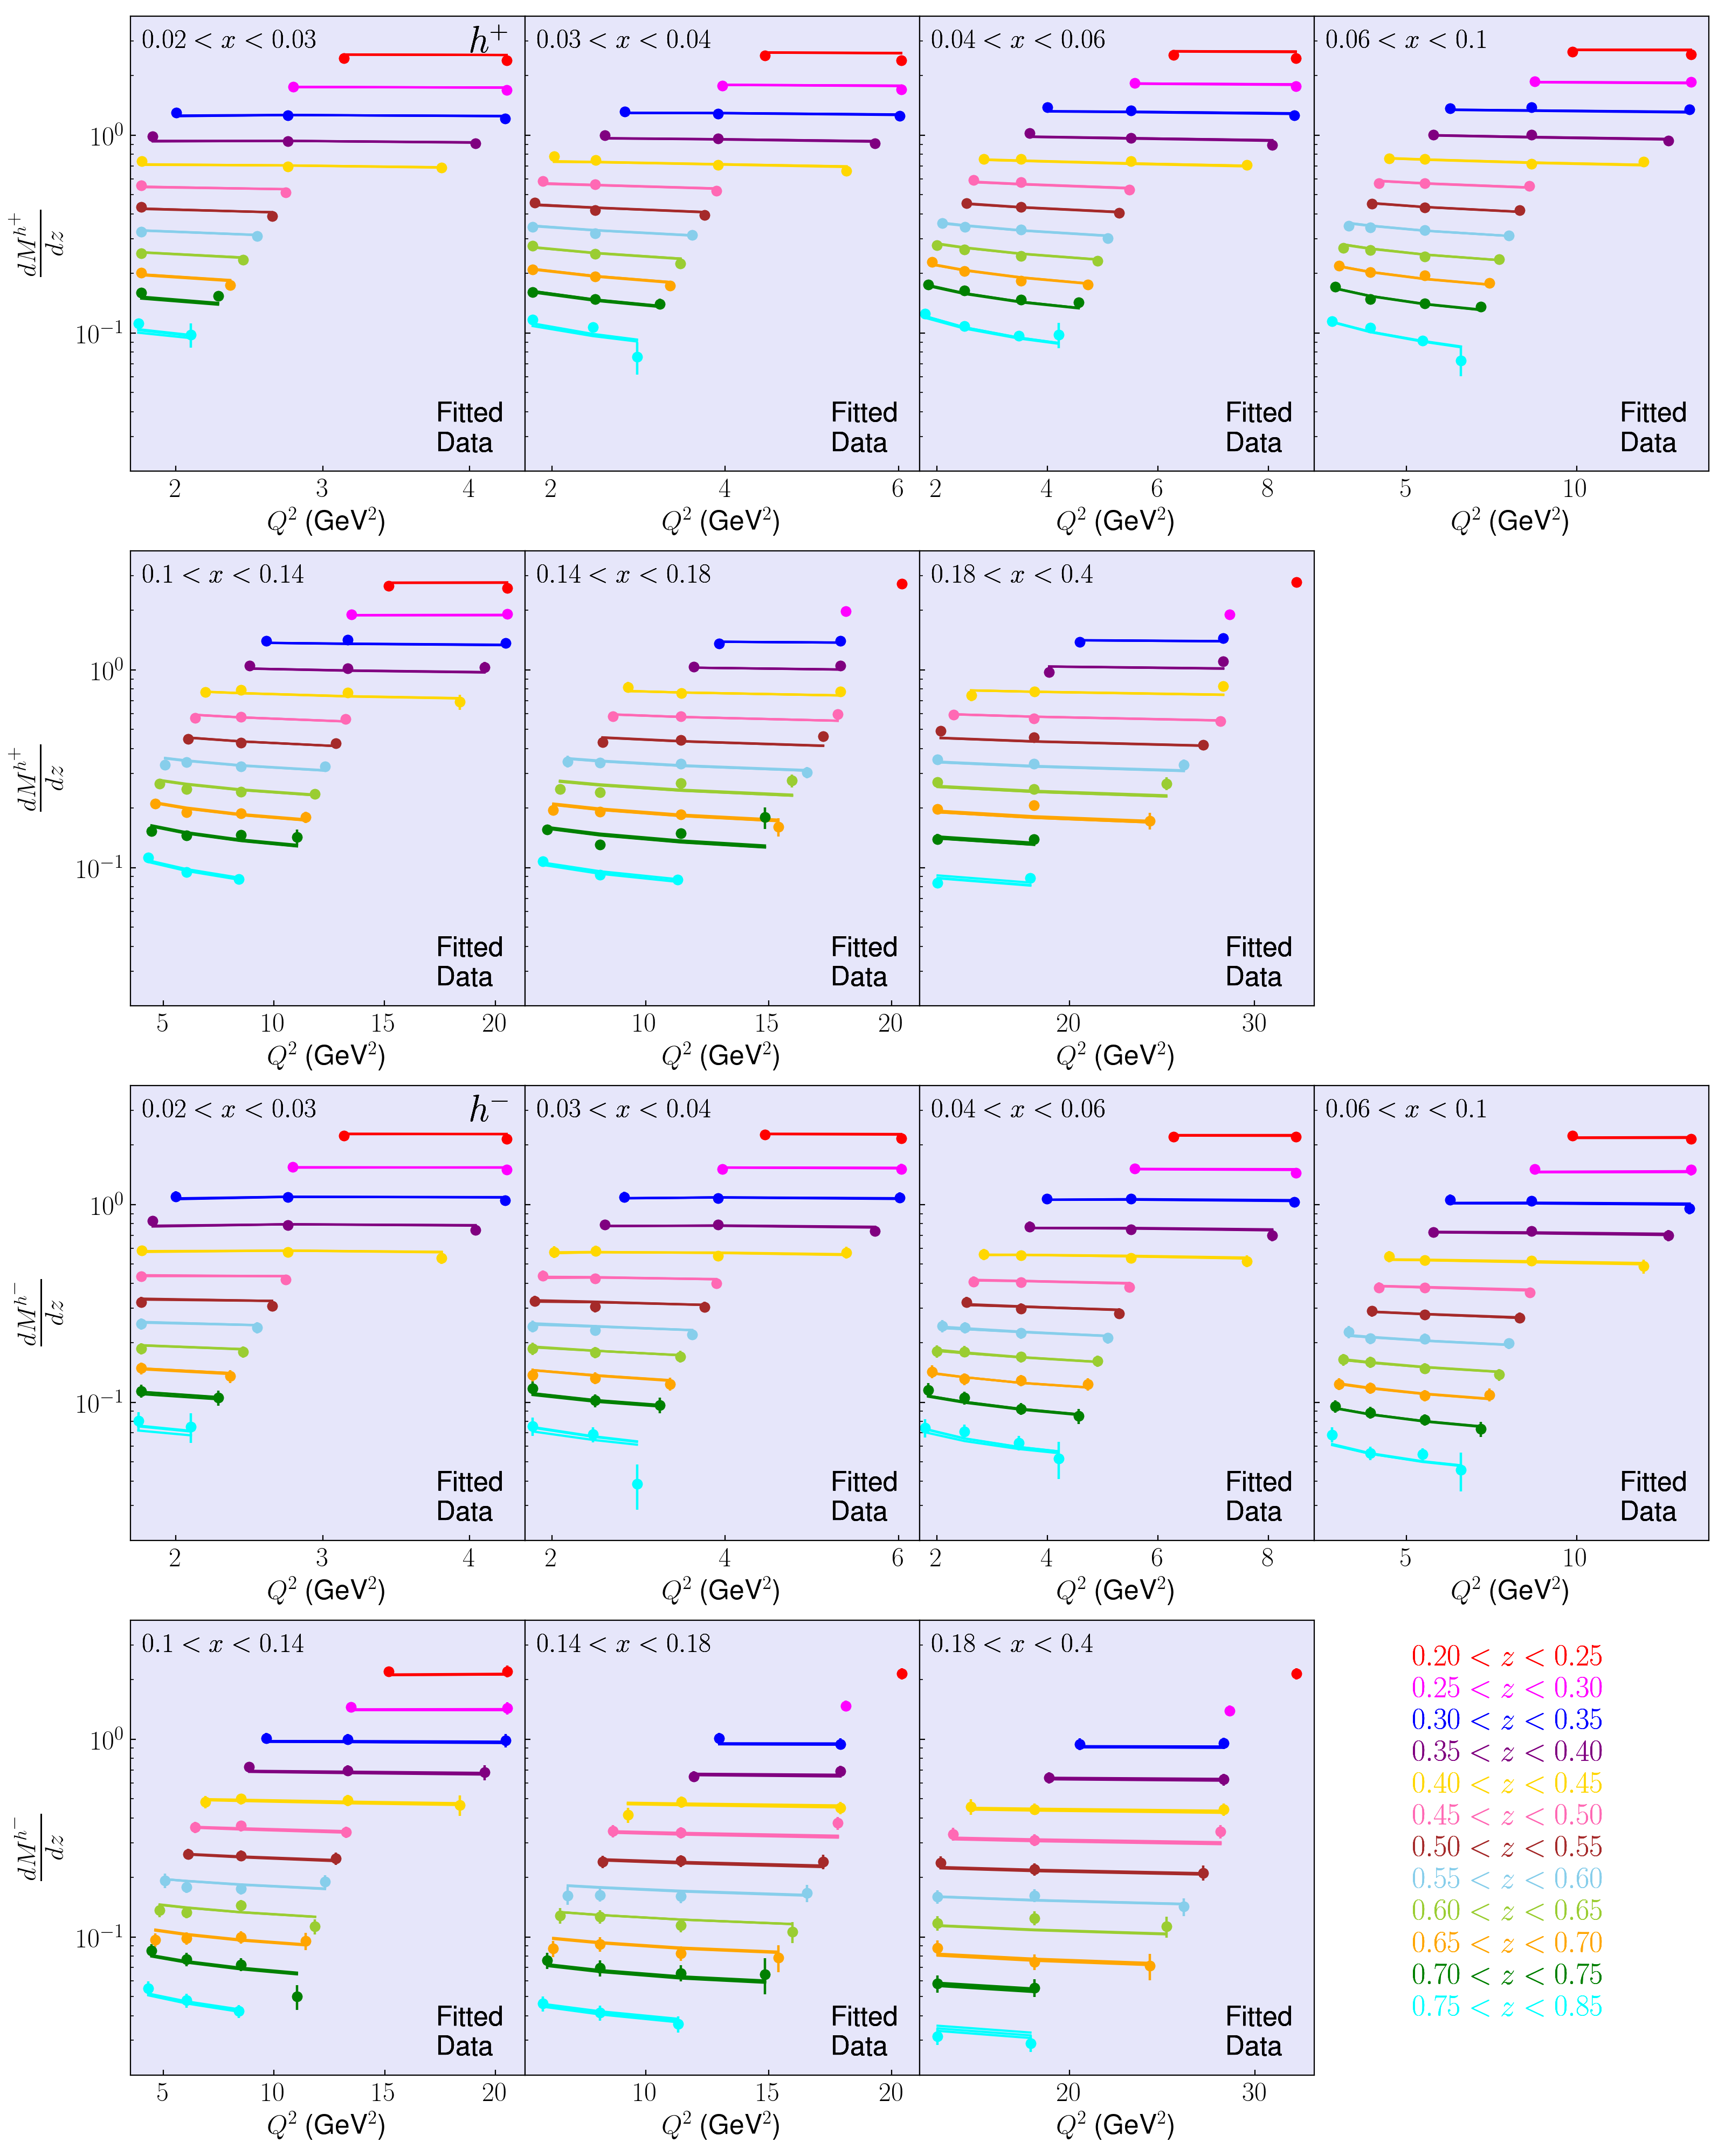 0.02 < x < 0.03 h⁺ 0.03 < x < 0.04 0.04 < x < 0.06 0.06 < x < 0.1
10⁰
dM^{h⁺}/dz
10⁻¹
Fitted Fitted Fitted Fitted
Data Data Data Data
2 3 4 2 4 6 2 4 6 8 5 10
Q² (GeV²) Q² (GeV²) Q² (GeV²) Q² (GeV²)
0.1 < x < 0.14 0.14 < x < 0.18 0.18 < x < 0.4
10⁰
dM^{h⁺}/dz
10⁻¹
Fitted Fitted Fitted
Data Data Data
5 10 15 20 10 15 20 20 30
Q² (GeV²) Q² (GeV²) Q² (GeV²)
0.02 < x < 0.03 h⁻ 0.03 < x < 0.04 0.04 < x < 0.06 0.06 < x < 0.1
10⁰
dM^{h⁻}/dz
10⁻¹
Fitted Fitted Fitted Fitted
Data Data Data Data
2 3 4 2 4 6 2 4 6 8 5 10
Q² (GeV²) Q² (GeV²) Q² (GeV²) Q² (GeV²)
0.1 < x < 0.14 0.14 < x < 0.18 0.18 < x < 0.4
10⁰
dM^{h⁻}/dz
10⁻¹
Fitted Fitted Fitted
Data Data Data
5 10 15 20 10 15 20 20 30
Q² (GeV²) Q² (GeV²) Q² (GeV²)
0.20 < z < 0.25
0.25 < z < 0.30
0.30 < z < 0.35
0.35 < z < 0.40
0.40 < z < 0.45
0.45 < z < 0.50
0.50 < z < 0.55
0.55 < z < 0.60
0.60 < z < 0.65
0.65 < z < 0.70
0.70 < z < 0.75
0.75 < z < 0.85